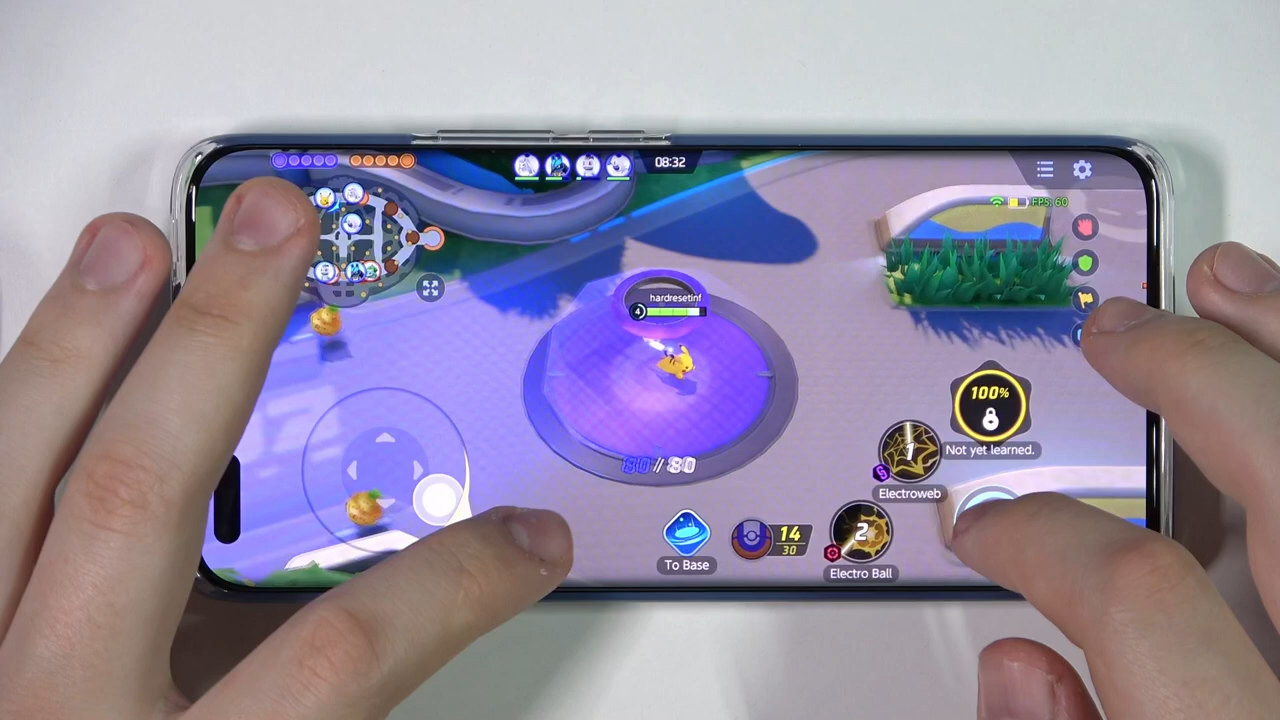 08:32
FPS: 60
hardresetinf
4
100%
Not yet learned.
1
Electroweb
80/80
14
30
2
To Base
Electro Ball